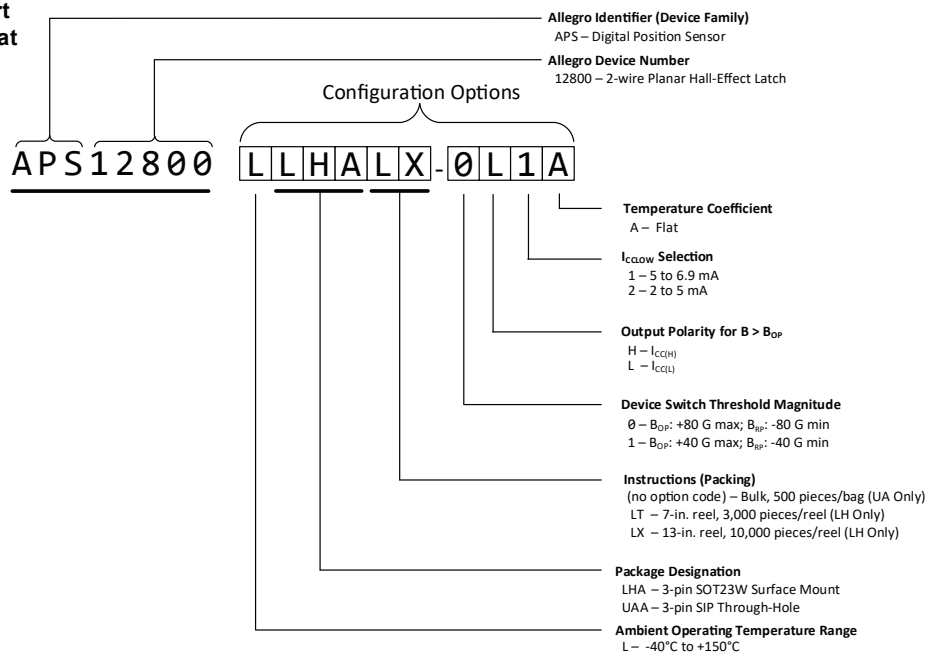 rt
at
Allegro Identifier (Device Family)
APS – Digital Position Sensor
Allegro Device Number
12800 – 2-wire Planar Hall-Effect Latch
Configuration Options
APS12800 LLHALX-0L1A
Temperature Coefficient
A – Flat
ICCLOW Selection
1 – 5 to 6.9 mA
2 – 2 to 5 mA
Output Polarity for B > BOP
H – ICC(H)
L – ICC(L)
Device Switch Threshold Magnitude
0 – BOP: +80 G max; BRP: -80 G min
1 – BOP: +40 G max; BRP: -40 G min
Instructions (Packing)
(no option code) – Bulk, 500 pieces/bag (UA Only)
LT – 7-in. reel, 3,000 pieces/reel (LH Only)
LX – 13-in. reel, 10,000 pieces/reel (LH Only)
Package Designation
LHA – 3-pin SOT23W Surface Mount
UAA – 3-pin SIP Through-Hole
Ambient Operating Temperature Range
L – -40°C to +150°C